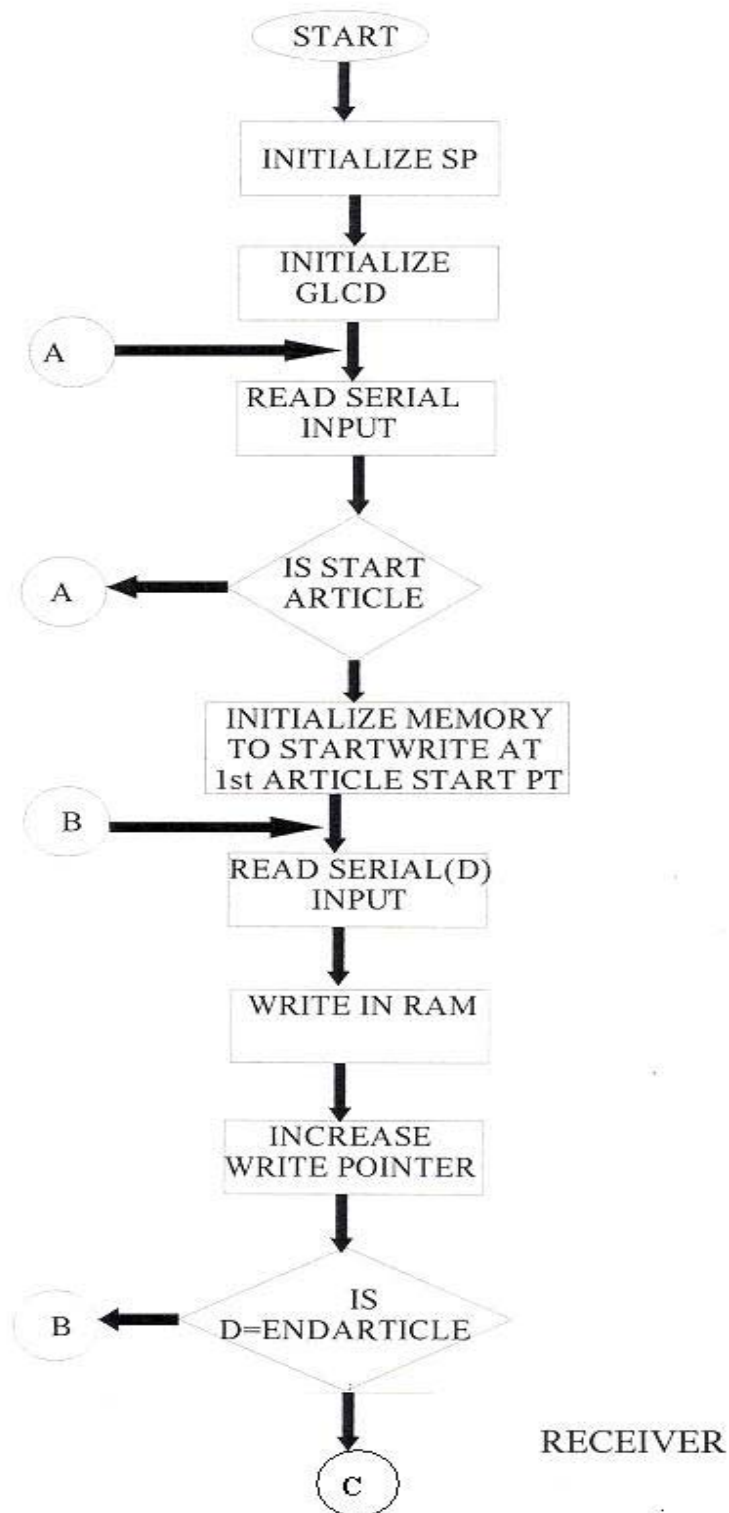 START
INITIALIZE SP
INITIALIZE
GLCD
A
READ SERIAL
INPUT
IS START
ARTICLE
A
INITIALIZE MEMORY
TO STARTWRITE AT
1st ARTICLE START PT
B
READ SERIAL(D)
INPUT
WRITE IN RAM
INCREASE
WRITE POINTER
IS
D=ENDARTICLE
B
RECEIVER
C